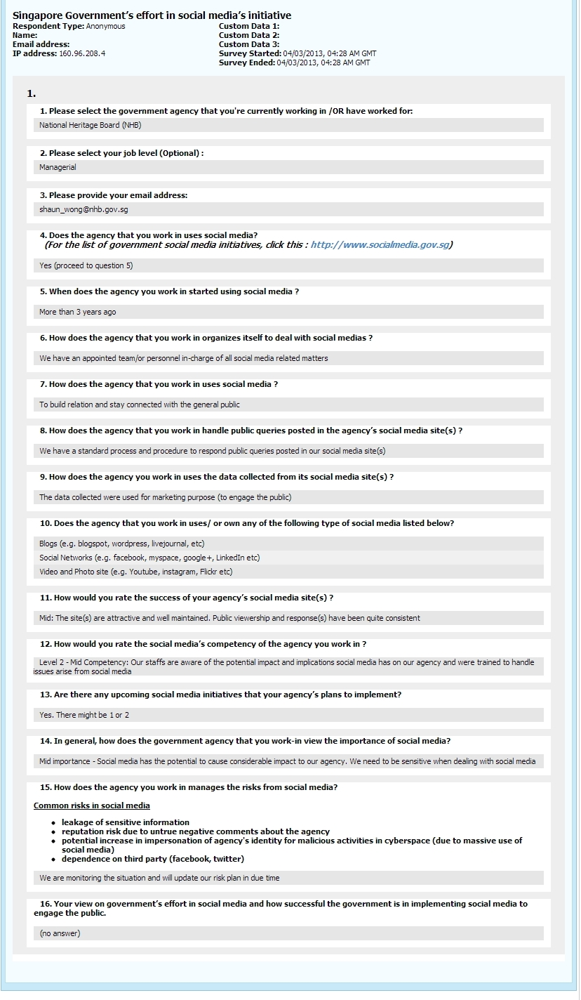 Singapore Government's effort in social media's initiative
Respondent Type: Anonymous
Custom Data 1:
Name:
Custom Data 2:
Email address:
Custom Data 3:
IP address: 160.96.208.4
Survey Started: 04/03/2013, 04:28 AM GMT
Survey Ended: 04/03/2013, 04:28 AM GMT
1.
1. Please select the government agency that you're currently working in /OR have worked for:
National Heritage Board (NHB)
2. Please select your job level (Optional) :
Managerial
3. Please provide your email address:
shaun_wong@nhb.gov.sg
4. Does the agency that you work in uses social media?
(For the list of government social media initiatives, click this : http://www.socialmedia.gov.sg)
Yes (proceed to question 5)
5. When does the agency you work in started using social media ?
More than 3 years ago
6. How does the agency that you work in organizes itself to deal with social medias ?
We have an appointed team/or personnel in-charge of all social media related matters
7. How does the agency that you work in uses social media ?
To build relation and stay connected with the general public
8. How does the agency that you work in handle public queries posted in the agency's social media site(s) ?
We have a standard process and procedure to respond public queries posted in our social media site(s)
9. How does the agency you work in uses the data collected from its social media site(s) ?
The data collected were used for marketing purpose (to engage the public)
10. Does the agency that you work in uses/ or own any of the following type of social media listed below?
Blogs (e.g. blogspot, wordpress, livejournal, etc)
Social Networks (e.g. facebook, myspace, google+, LinkedIn etc)
Video and Photo site (e.g. Youtube, instagram, Flickr etc)
11. How would you rate the success of your agency's social media site(s) ?
Mid: The site(s) are attractive and well maintained. Public viewership and response(s) have been quite consistent
12. How would you rate the social media's competency of the agency you work in ?
Level 2 - Mid Competency: Our staffs are aware of the potential impact and implications social media has on our agency and were trained to handle
issues arise from social media
13. Are there any upcoming social media initiatives that your agency's plans to implement?
Yes. There might be 1 or 2
14. In general, how does the government agency that you work-in view the importance of social media?
Mid importance - Social media has the potential to cause considerable impact to our agency. We need to be sensitive when dealing with social media
15. How does the agency you work in manages the risks from social media?
Common risks in social media
• leakage of sensitive information
• reputation risk due to untrue negative comments about the agency
• potential increase in impersonation of agency's identity for malicious activities in cyberspace (due to massive use of
social media)
• dependence on third party (facebook, twitter)
We are monitoring the situation and will update our risk plan in due time
16. Your view on government's effort in social media and how successful the government is in implementing social media to
engage the public.
(no answer)